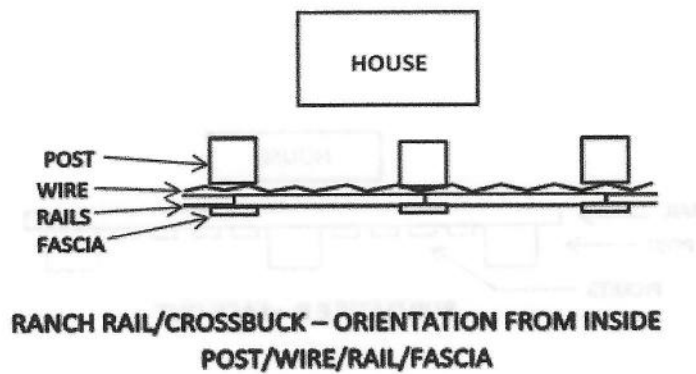 HOUSE
POST
WIRE
RAILS
FASCIA
RANCH RAIL/CROSSBUCK – ORIENTATION FROM INSIDE
POST/WIRE/RAIL/FASCIA